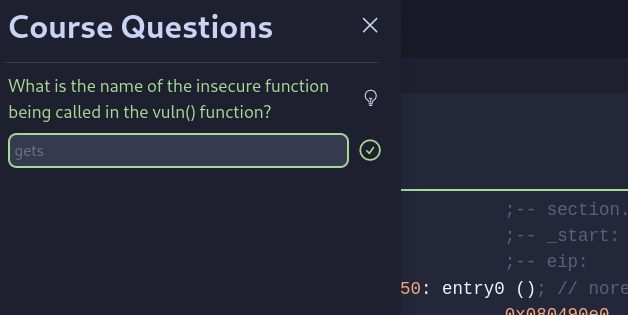 Course Questions
What is the name of the insecure function
being called in the vuln() function?
gets
;-- section.
;-- _start:
;-- eip:
50: entry0 (); // nore
0x080490e0